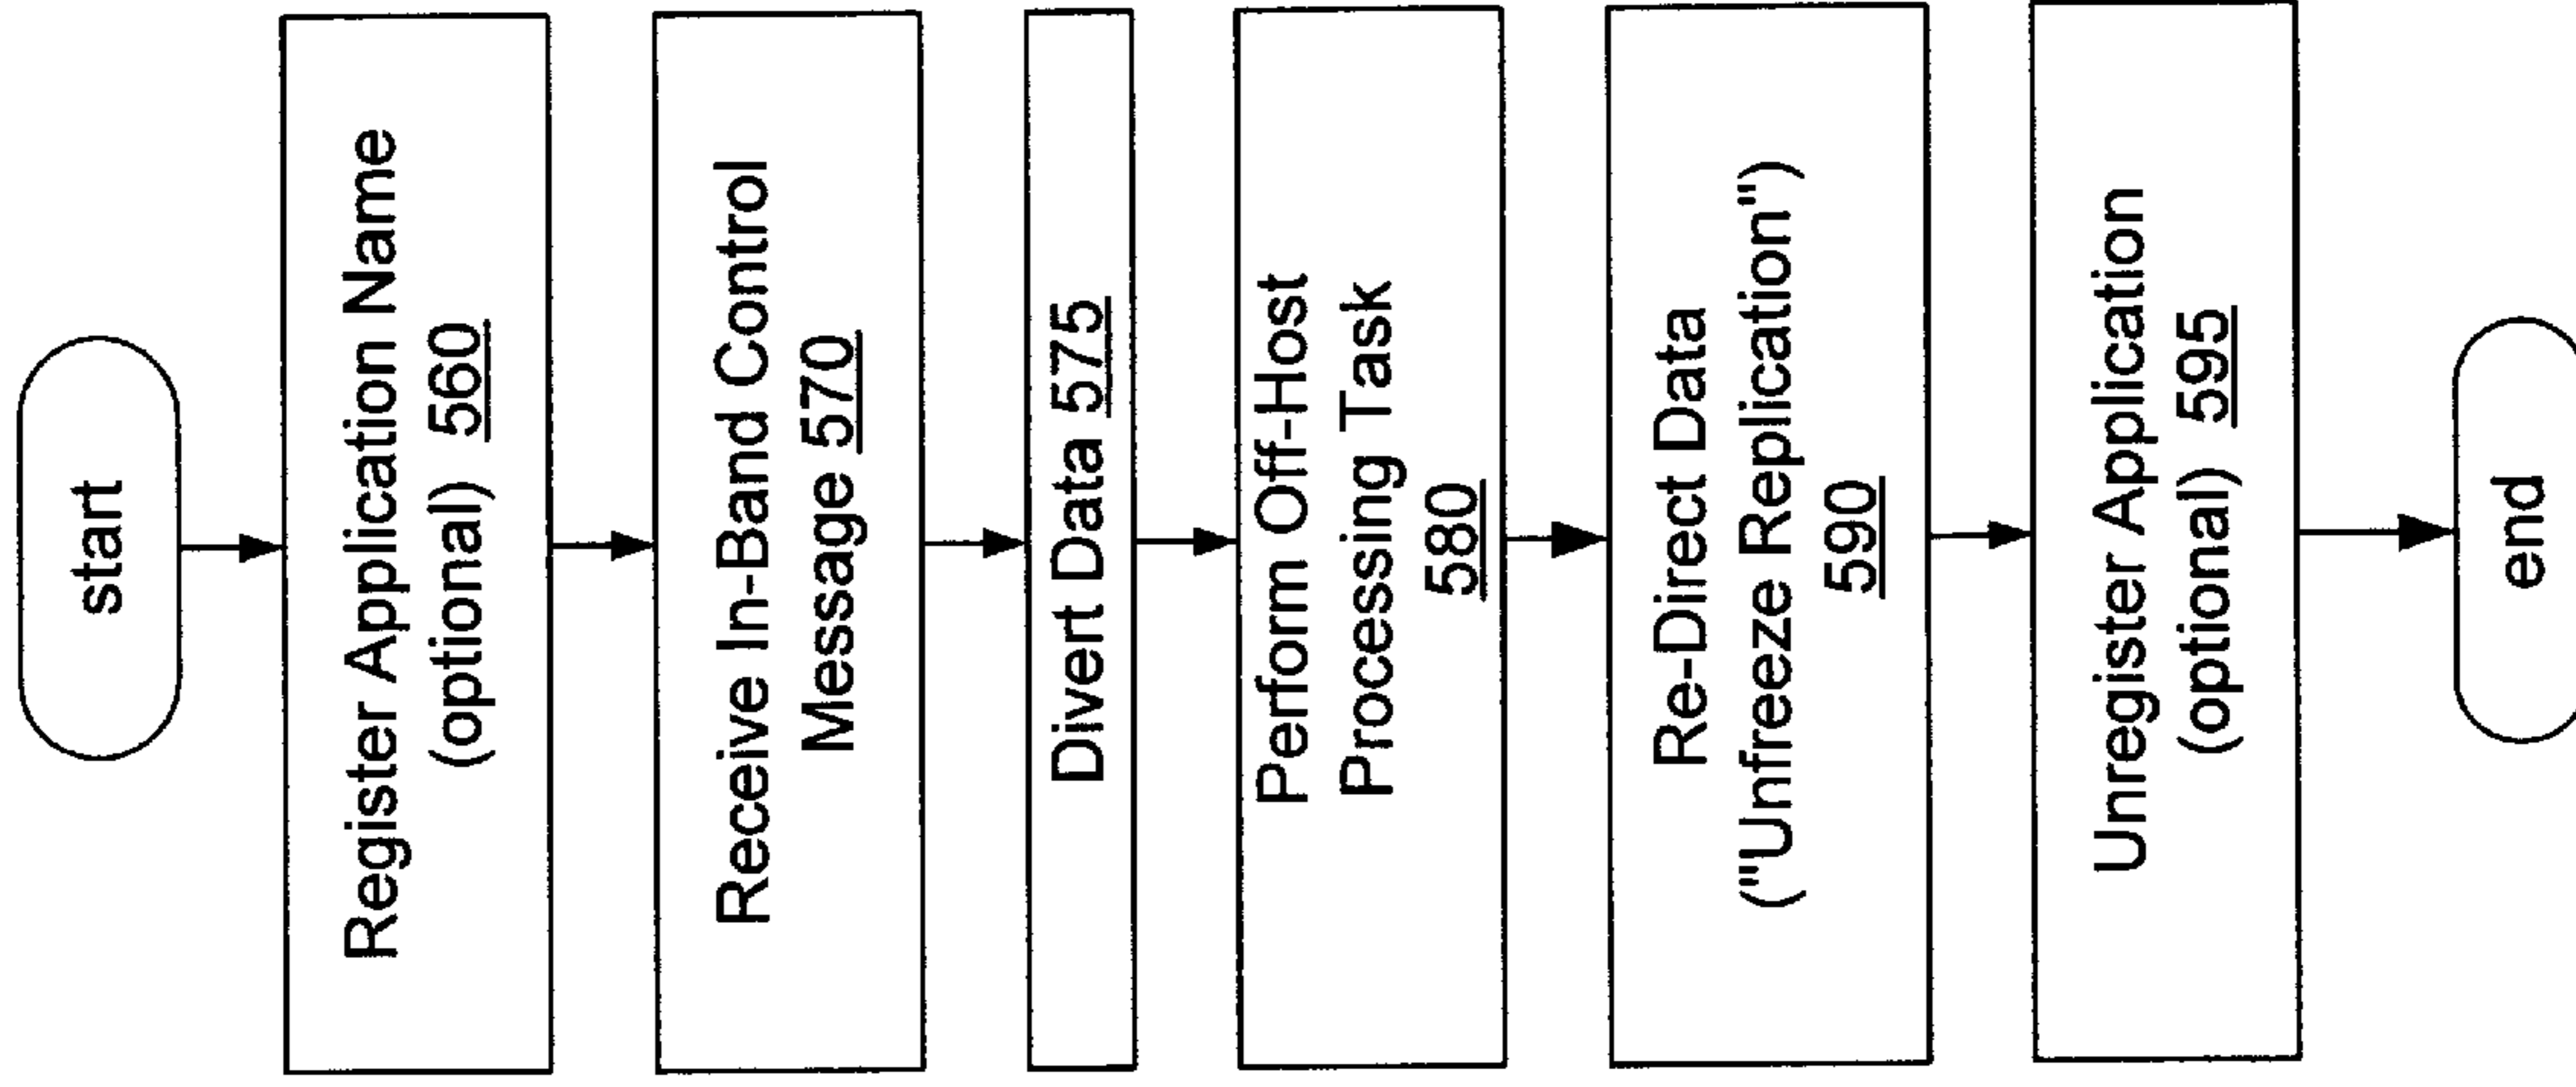 start
Register Application Name
(optional) 560
Receive In-Band Control
Message 570
Divert Data 575
Perform Off-Host
Processing Task
580
Re-Direct Data
("Unfreeze Replication")
590
Unregister Application
(optional) 595
end